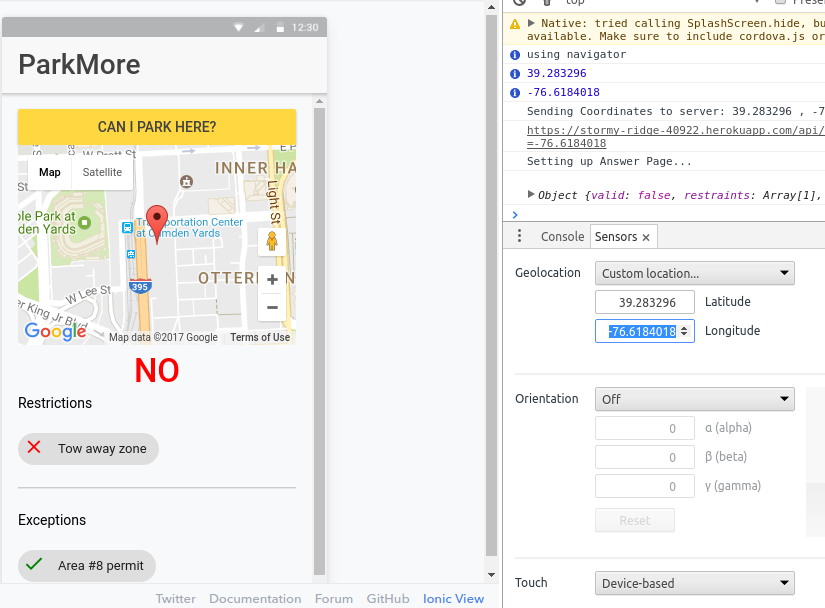 12:30
ParkMore
CAN I PARK HERE?
W Pratt St
Map
Satellite
INNER HA
Light St
ple Park at
den Yards
Transportation Center
at Camden Yards
395
OTTER
W Lee St
er King Jr Blvd
Google
Map data ©2017 Google
Terms of Use
NO
Restrictions
Tow away zone
Exceptions
Area #8 permit
Twitter
Documentation
Forum
GitHub
Ionic View
top
Native: tried calling SplashScreen.hide, bu
available. Make sure to include cordova.js or
using navigator
39.283296
-76.6184018
Sending Coordinates to server: 39.283296 , -7
https://stormy-ridge-40922.herokuapp.com/api/
=-76.6184018
Setting up Answer Page...
Object {valid: false, restraints: Array[1],
Console
Sensors
Geolocation
Custom location...
39.283296
Latitude
-76.6184018
Longitude
Orientation
Off
0
α (alpha)
0
β (beta)
0
γ (gamma)
Reset
Touch
Device-based